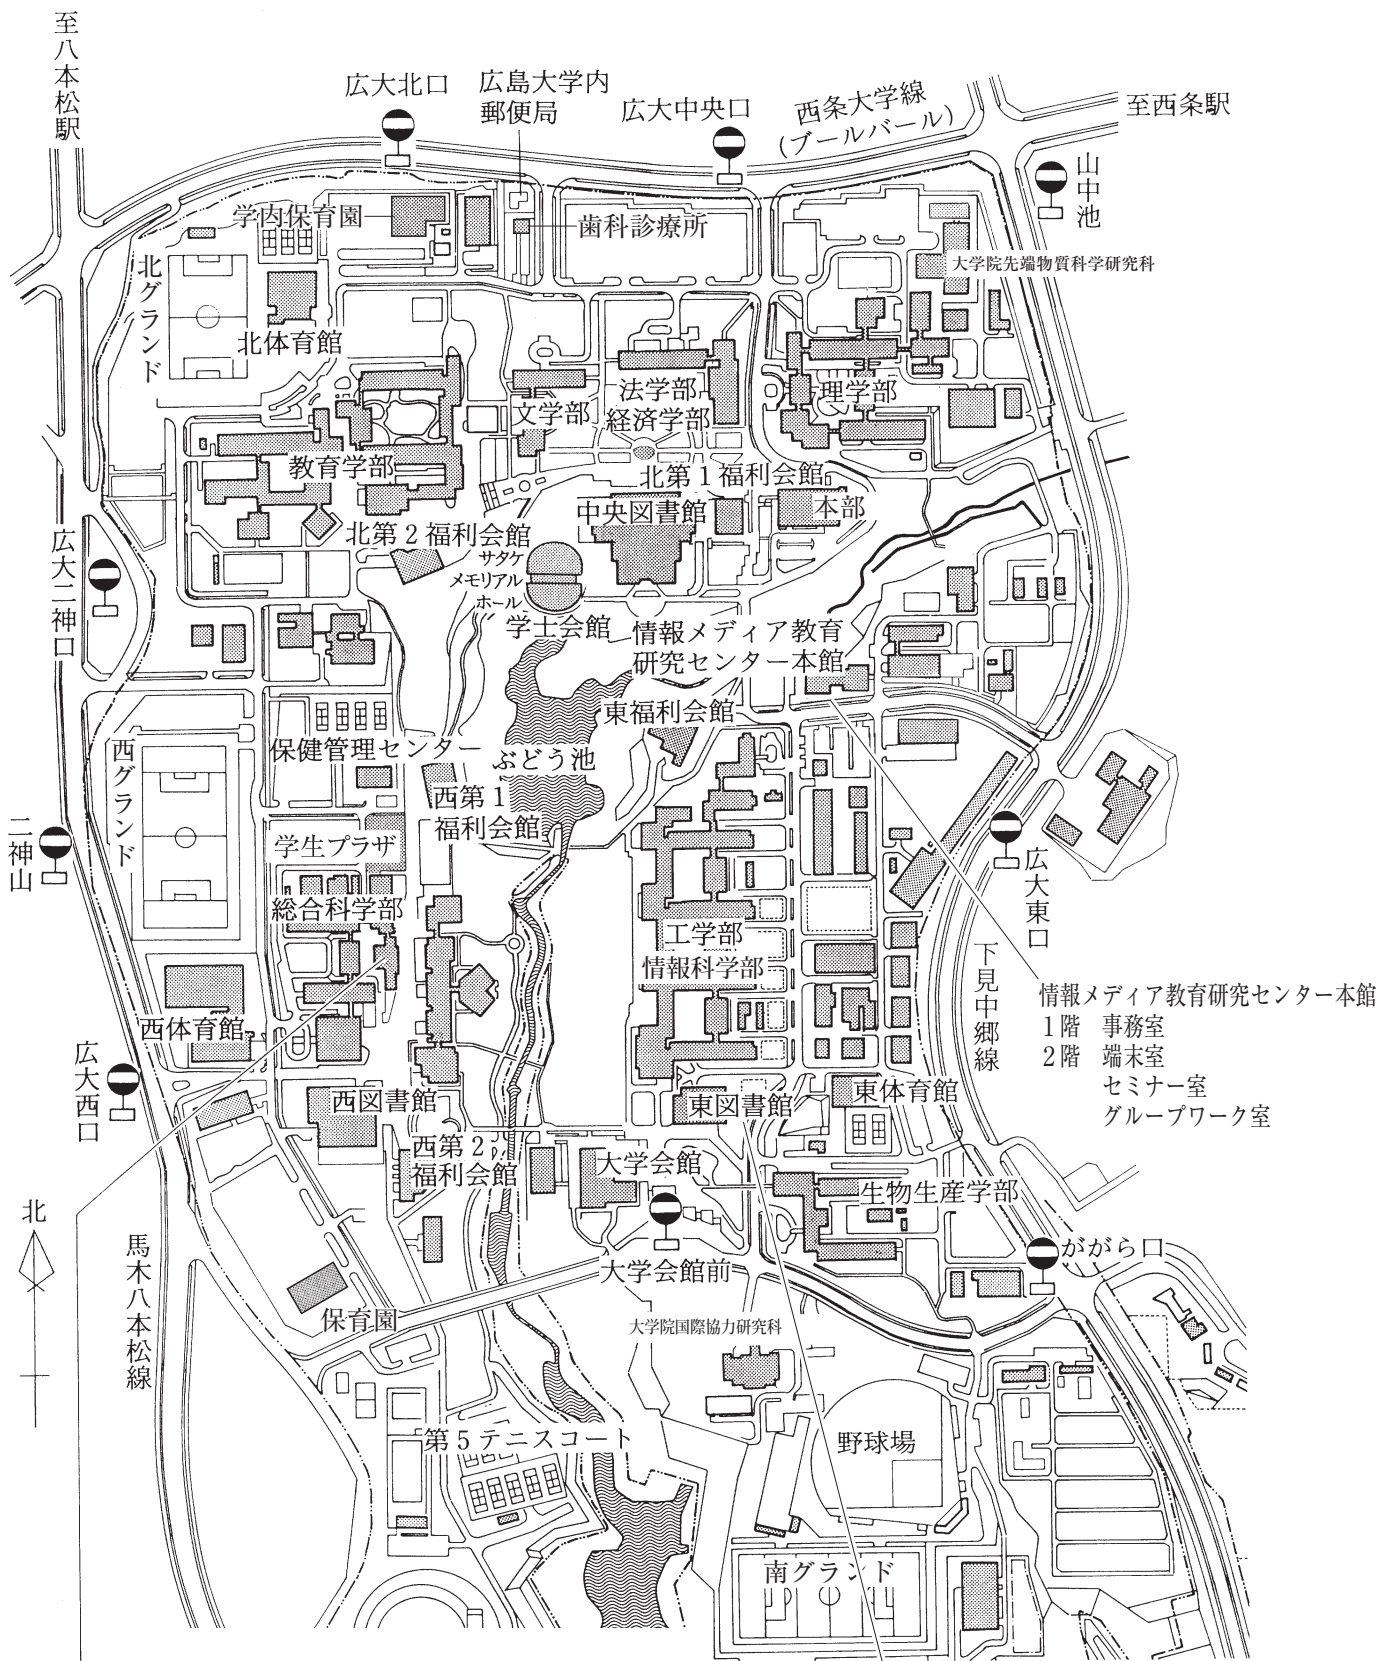 至八本松駅
広大北口
広島大学内
郵便局
広大中央口
西条大学線
(ブールバール)
至西条駅
山中池
学内保育園
歯科診療所
大学院先端物質科学研究科
北グランド
北体育館
文学部
法学部
経済学部
理学部
教育学部
北第1福利会館
中央図書館
本部
北第2福利会館
サタケ
メモリアル
ホール
学士会館
広大二神口
情報メディア教育
研究センター本館
東福利会館
西グランド
保健管理センター
ぶどう池
西第1
福利会館
二神山
学生プラザ
総合科学部
工学部
情報科学部
広大東口
下見中郷線
情報メディア教育研究センター本館
1階 事務室
2階 端末室
セミナー室
グループワーク室
西体育館
広大西口
西図書館
東図書館
東体育館
西第2
福利会館
大学会館
生物生産学部
北
馬木八本松線
大学会館前
ががら口
保育園
大学院国際協力研究科
第5テニスコート
野球場
南グランド